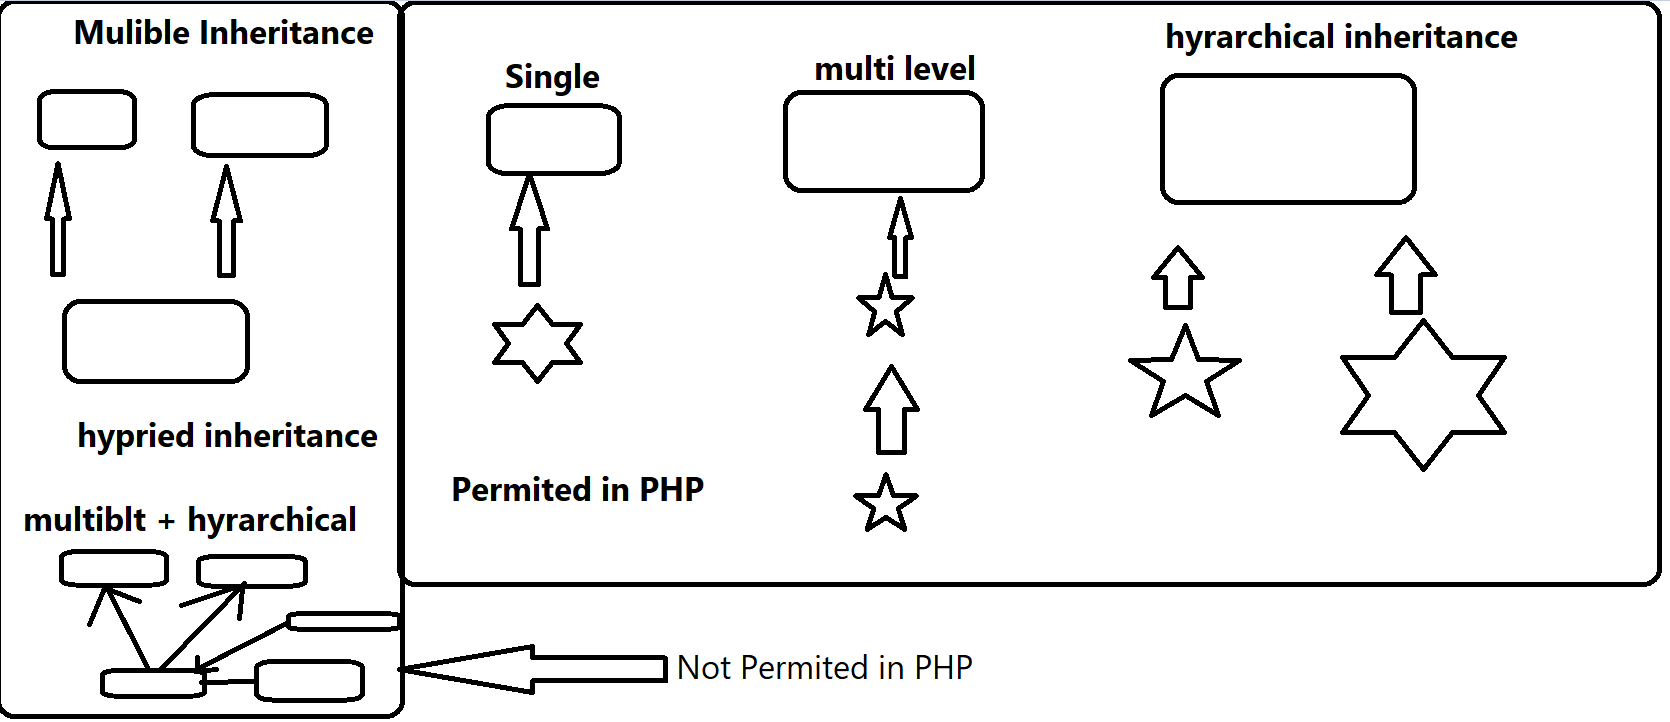 Mulible Inheritance
hypried inheritance
multiblt + hyrarchical
Single
multi level
hyrarchical inheritance
Permited in PHP
Not Permited in PHP